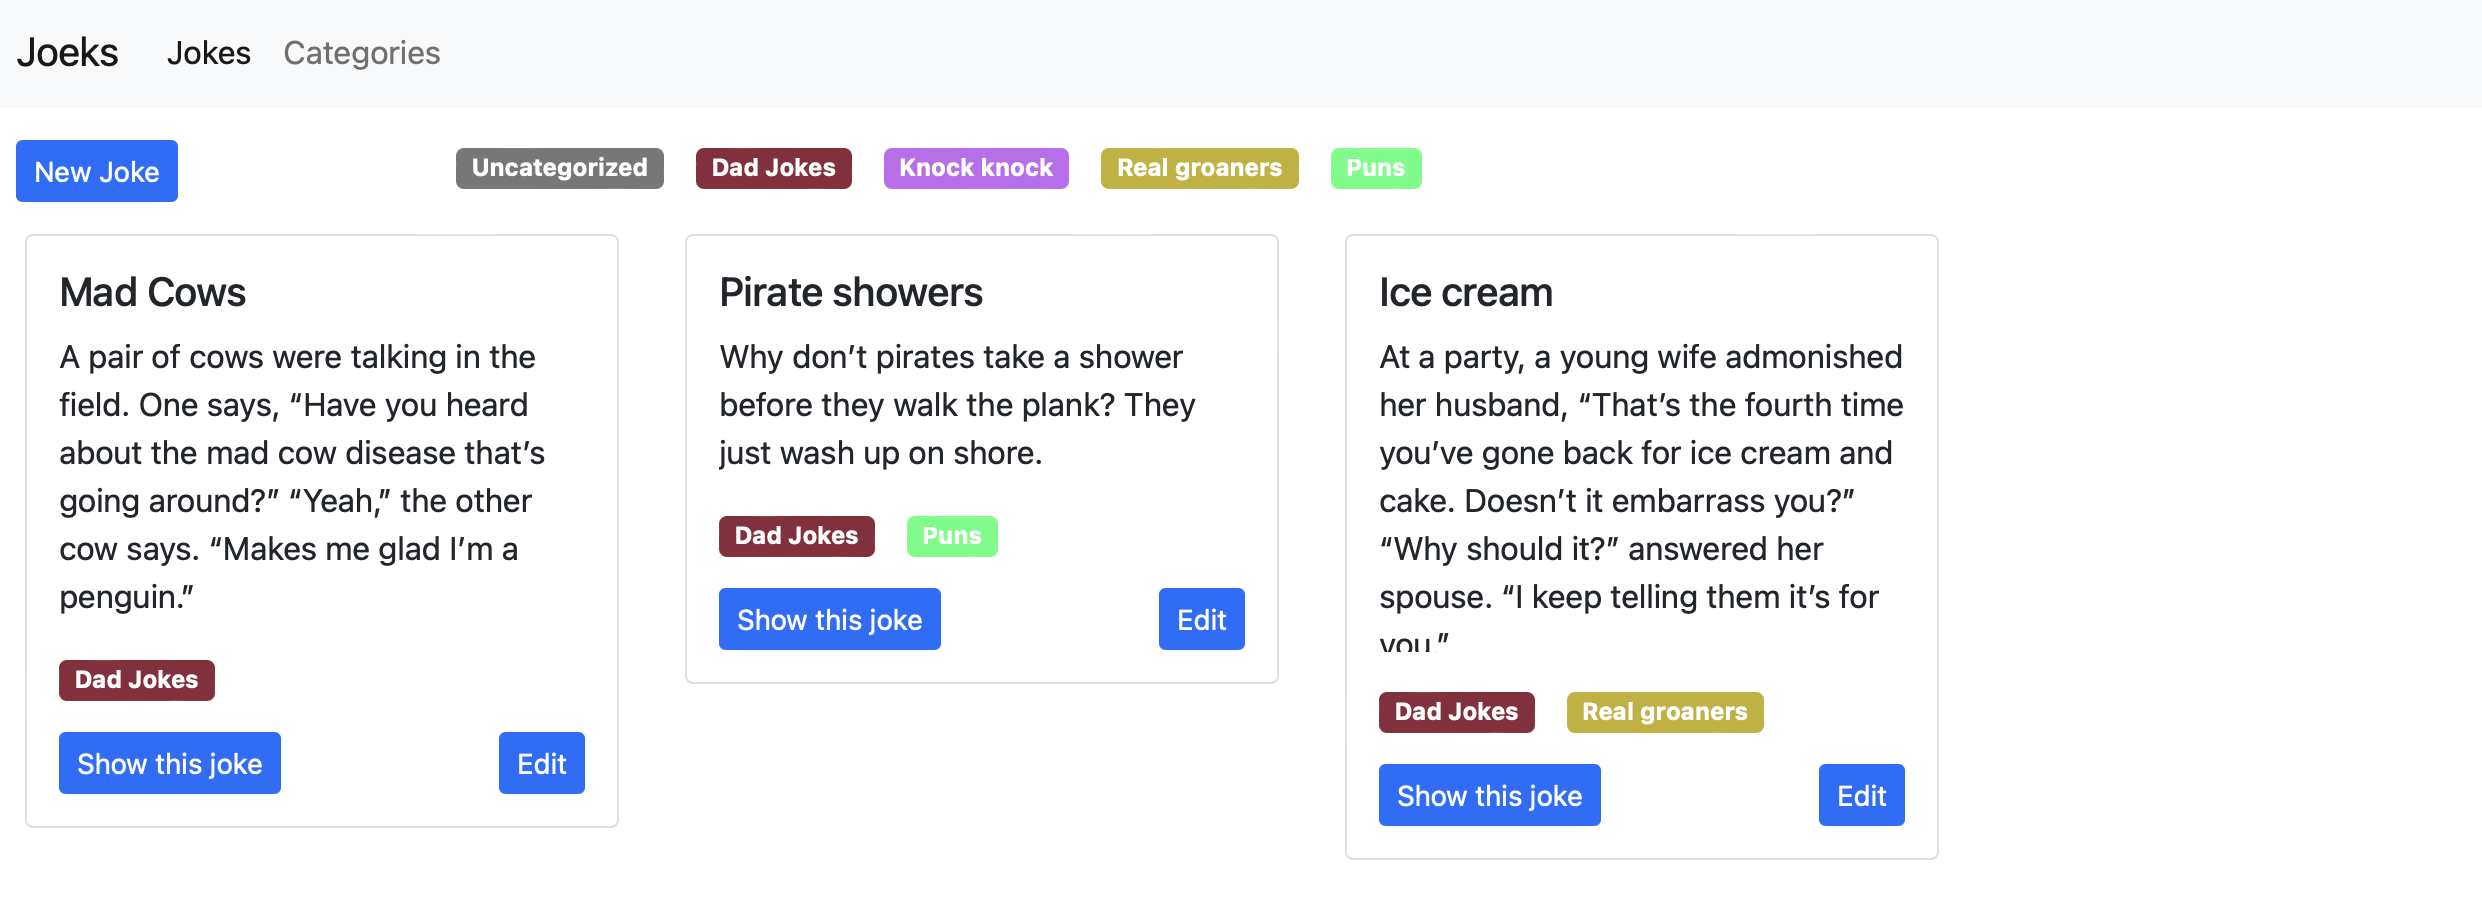 Joeks Jokes Categories
New Joke
Uncategorized Dad Jokes Knock knock Real groaners Puns
Mad Cows
A pair of cows were talking in the
field. One says, “Have you heard
about the mad cow disease that’s
going around?” “Yeah,” the other
cow says. “Makes me glad I’m a
penguin.”
Dad Jokes
Show this joke Edit
Pirate showers
Why don’t pirates take a shower
before they walk the plank? They
just wash up on shore.
Dad Jokes Puns
Show this joke Edit
Ice cream
At a party, a young wife admonished
her husband, “That’s the fourth time
you’ve gone back for ice cream and
cake. Doesn’t it embarrass you?”
“Why should it?” answered her
spouse. “I keep telling them it’s for
you.”
Dad Jokes Real groaners
Show this joke Edit